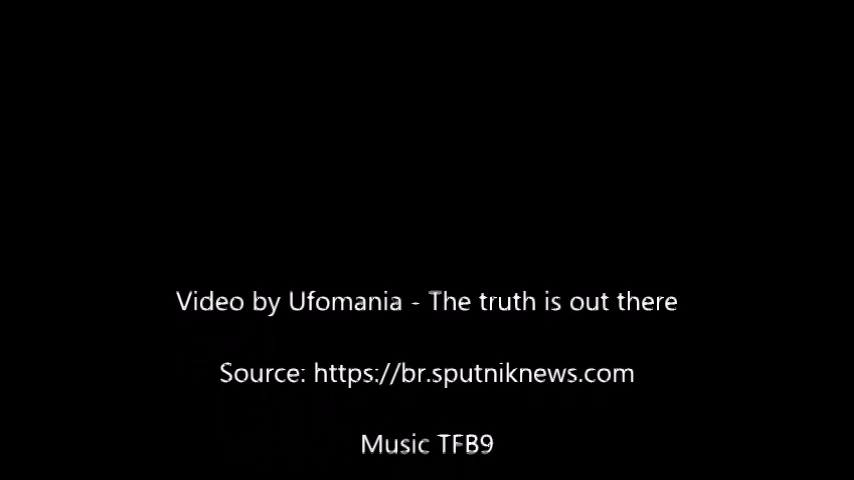 Video by Ufomania - The truth is out there
Source: https://br.sputniknews.com
Music TFB9